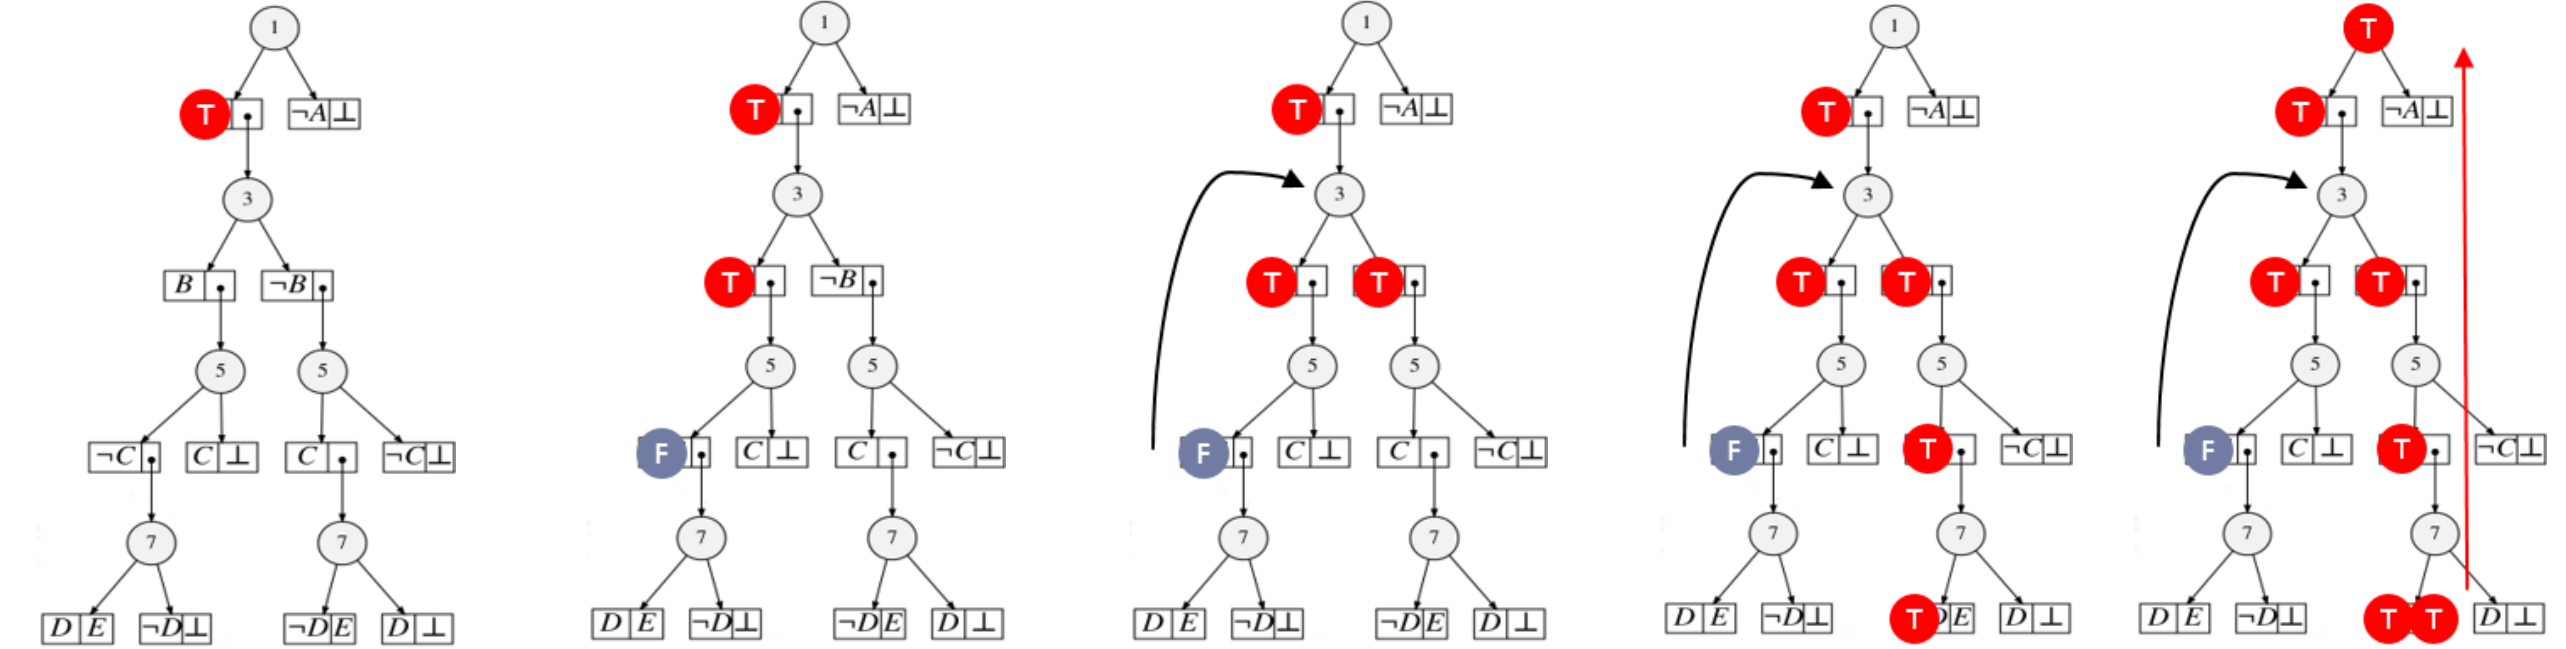 1 1 1 1 T
T ¬A ⊥ T ¬A ⊥ T ¬A ⊥ T ¬A ⊥ T ¬A ⊥
3 3 3 3 3
B ¬B T ¬B T T T T T T
5 5 5 5 5 5 5 5 5 5
¬C C ⊥ C ¬C ⊥ F C ⊥ C ¬C ⊥ F C ⊥ C ¬C ⊥ F C ⊥ T ¬C ⊥ F C ⊥ T ¬C ⊥
7 7 7 7 7 7 7 7 7 7
D E ¬D ⊥ ¬D E D ⊥ D E ¬D ⊥ ¬D E D ⊥ D E ¬D ⊥ ¬D E D ⊥ D E ¬D ⊥ T D E D ⊥ D E ¬D ⊥ T T D ⊥